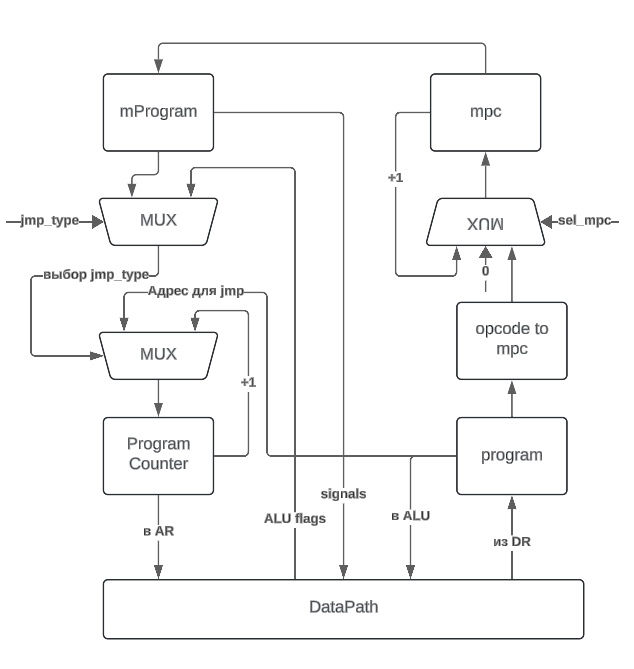 mProgram
mpc
+1
jmp_type
MUX
MUX
sel_mpc
выбор jmp_type
0
Адрес для jmp
opcode to
mpc
MUX
+1
Program
Counter
program
signals
в ALU
ALU flags
в AR
из DR
DataPath